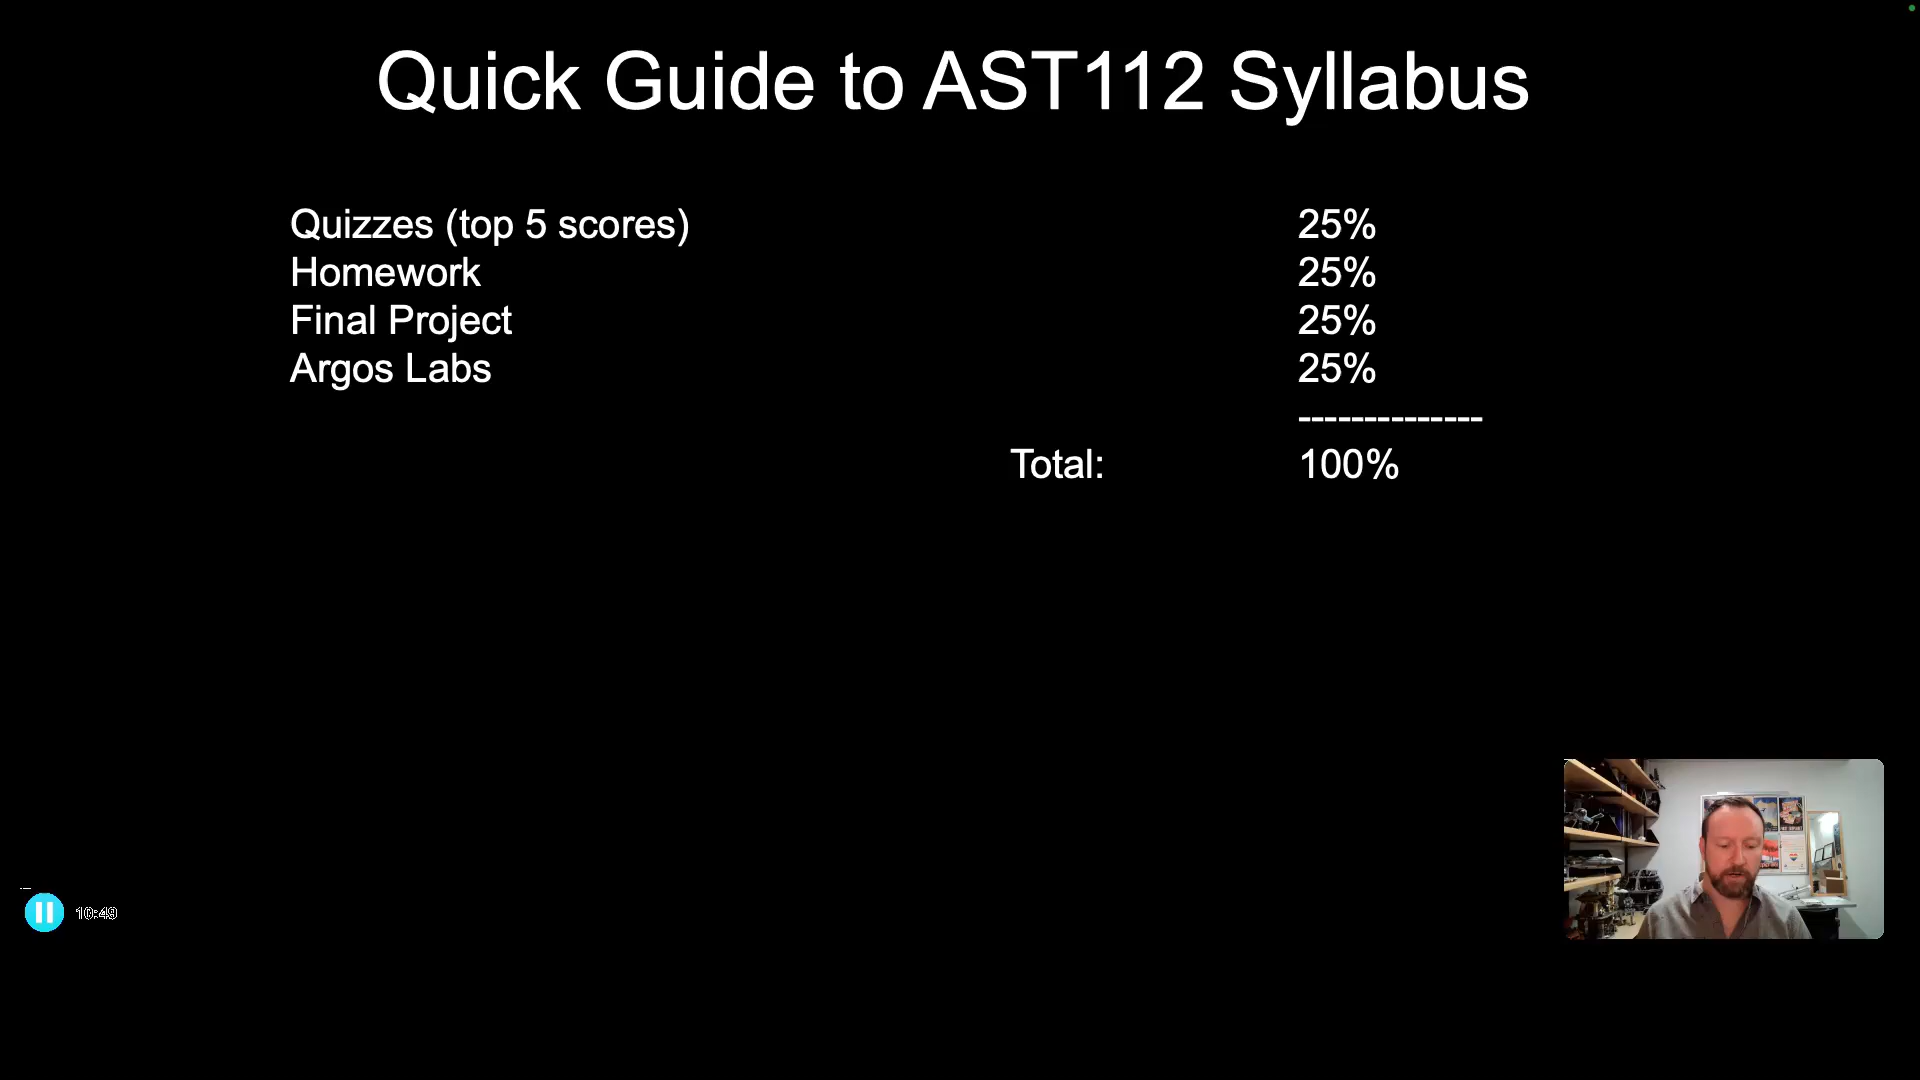 Quick Guide to AST112 Syllabus
Quizzes (top 5 scores) 25%
Homework 25%
Final Project 25%
Argos Labs 25%
--------------
Total: 100%
10:49